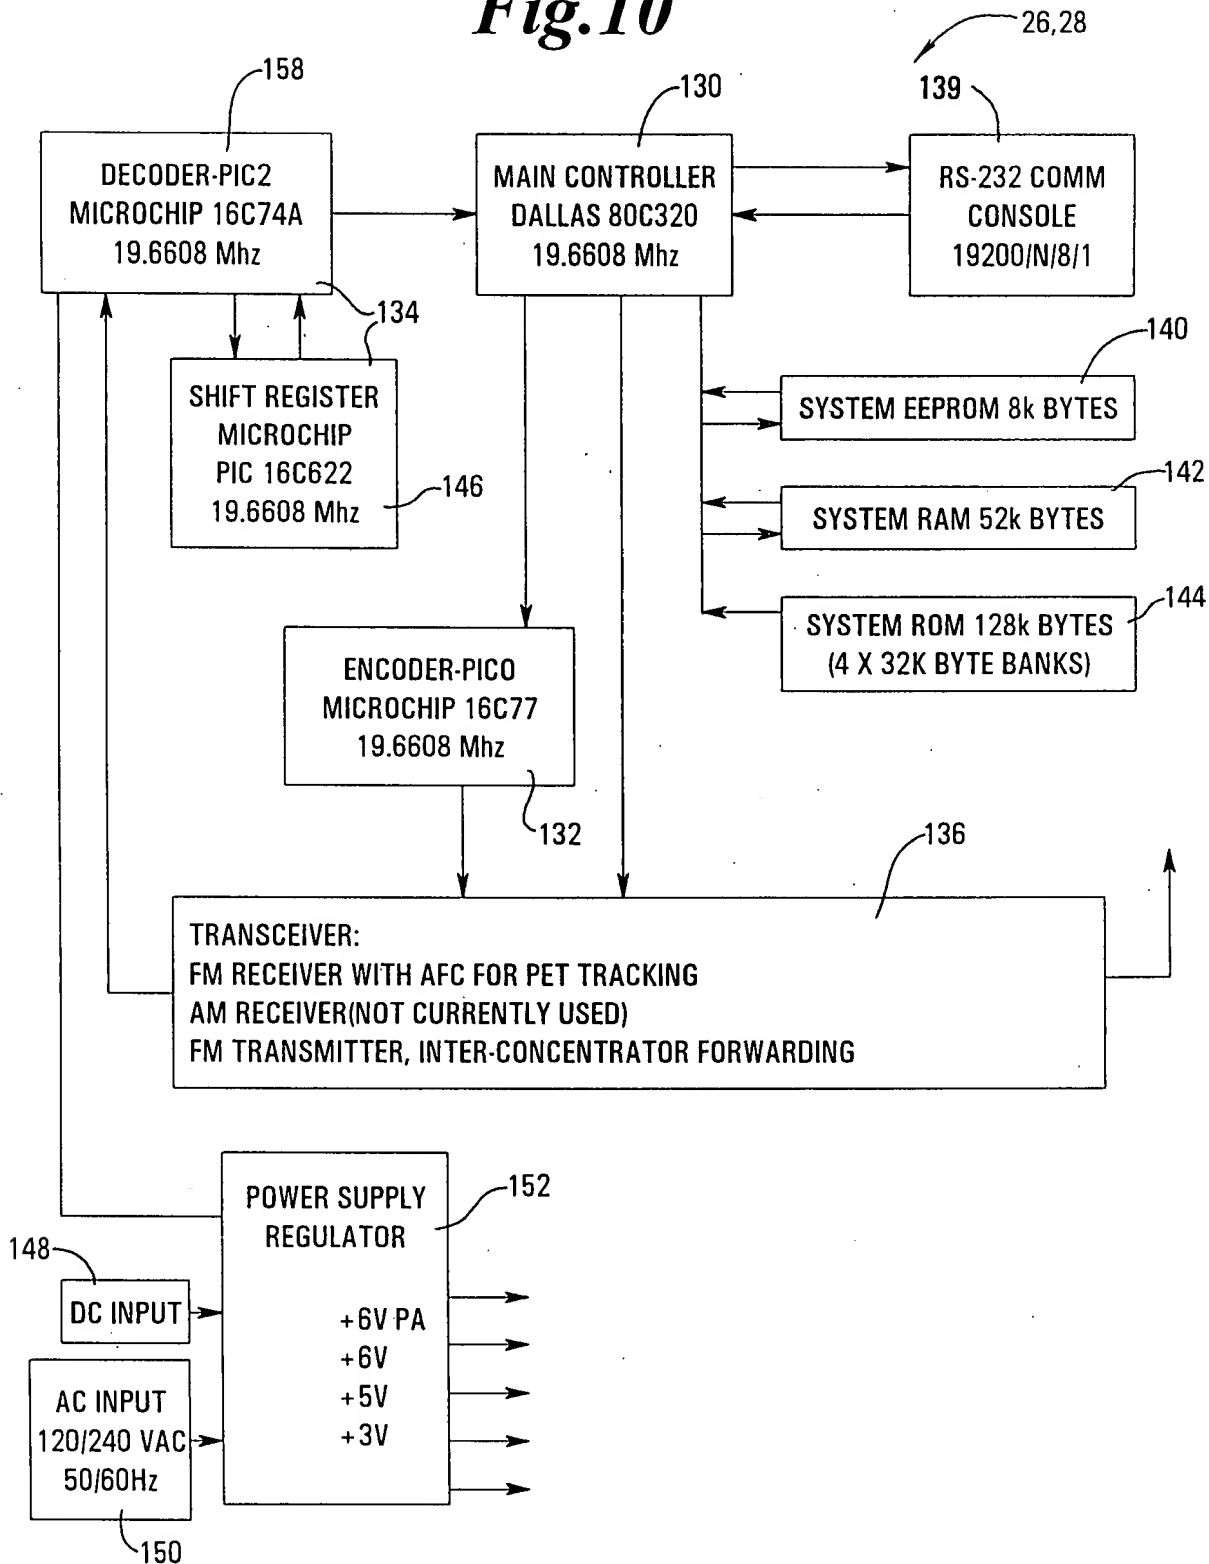 Fig.10
26,28
158
130
139
DECODER-PIC2
MICROCHIP 16C74A
19.6608 Mhz
MAIN CONTROLLER
DALLAS 80C320
19.6608 Mhz
RS-232 COMM
CONSOLE
19200/N/8/1
134
140
SHIFT REGISTER
MICROCHIP
PIC 16C622
19.6608 Mhz
146
SYSTEM EEPROM 8k BYTES
142
SYSTEM RAM 52k BYTES
144
SYSTEM ROM 128k BYTES
(4 X 32K BYTE BANKS)
ENCODER-PICO
MICROCHIP 16C77
19.6608 Mhz
132
136
TRANSCEIVER:
FM RECEIVER WITH AFC FOR PET TRACKING
AM RECEIVER(NOT CURRENTLY USED)
FM TRANSMITTER, INTER-CONCENTRATOR FORWARDING
POWER SUPPLY
REGULATOR
152
148
DC INPUT
+6V PA
+6V
+5V
+3V
AC INPUT
120/240 VAC
50/60Hz
150